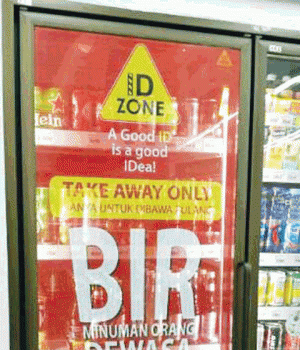 ID
ZONE
A Good ID
is a good
IDea!
TAKE AWAY ONLY
UNTUK DIBAWA PULANG
BIR
MINUMAN ORANG
DEWASA